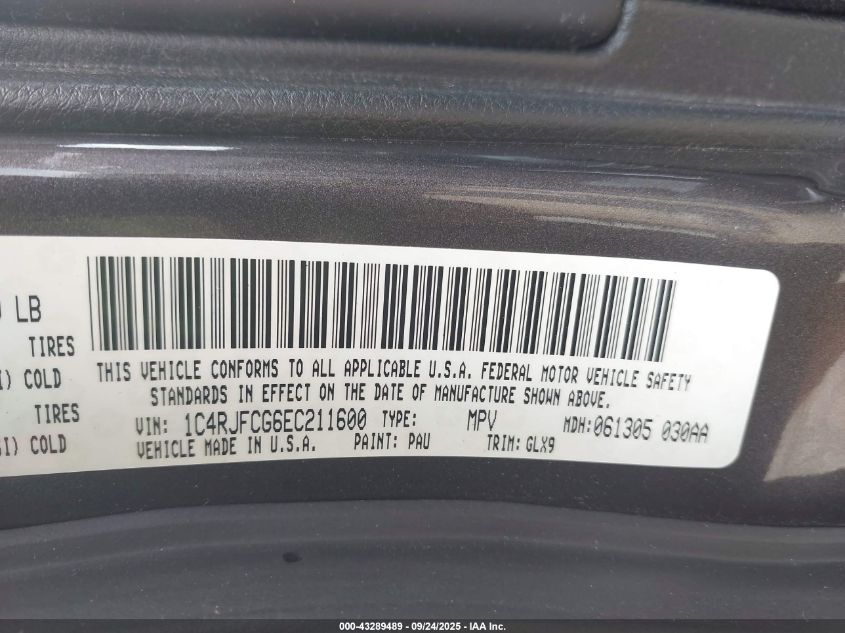 LB
TIRES
COLD
TIRES
COLD
THIS VEHICLE CONFORMS TO ALL APPLICABLE U.S.A. FEDERAL MOTOR VEHICLE SAFETY
STANDARDS IN EFFECT ON THE DATE OF MANUFACTURE SHOWN ABOVE.
VIN: 1C4RJFCG6EC211600 TYPE: MPV MDH:061305 030AA
VEHICLE MADE IN U.S.A. PAINT: PAU TRIM: GLX9
000-43289489 - 09/24/2025 - IAA Inc.